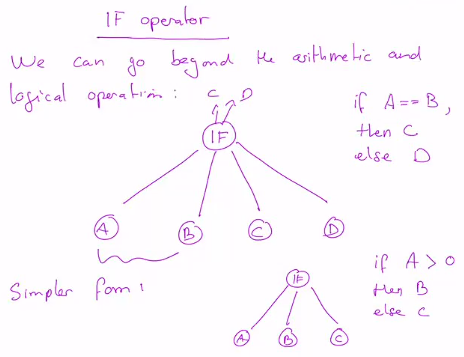 IF operator
We can go beyond the arithmetic and
logical operation :
C D
IF
A B C D
if A == B,
then C
else D
Simpler form :
IF
A B C
if A > 0
then B
else C